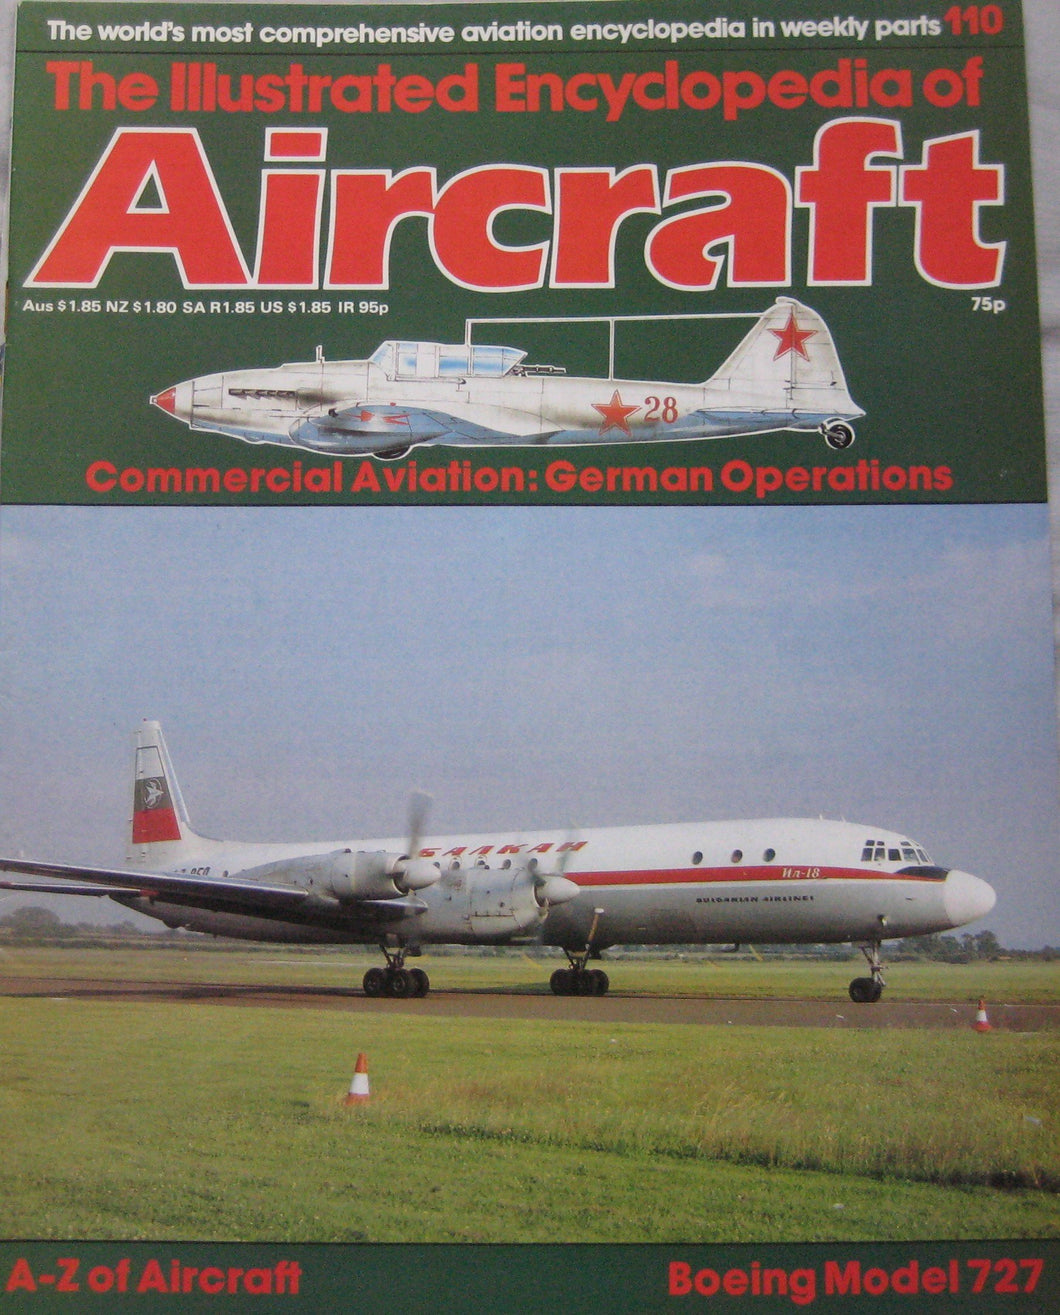 The world's most comprehensive aviation encyclopedia in weekly parts 110
The Illustrated Encyclopedia of
Aircraft
Aus $1.85 NZ $1.80 SA R1.85 US $1.85 IR 95p
75p
28
Commercial Aviation: German Operations
БАЛКАН
Ил-18
BULGARIAN AIRLINES
A-Z of Aircraft
Boeing Model 727